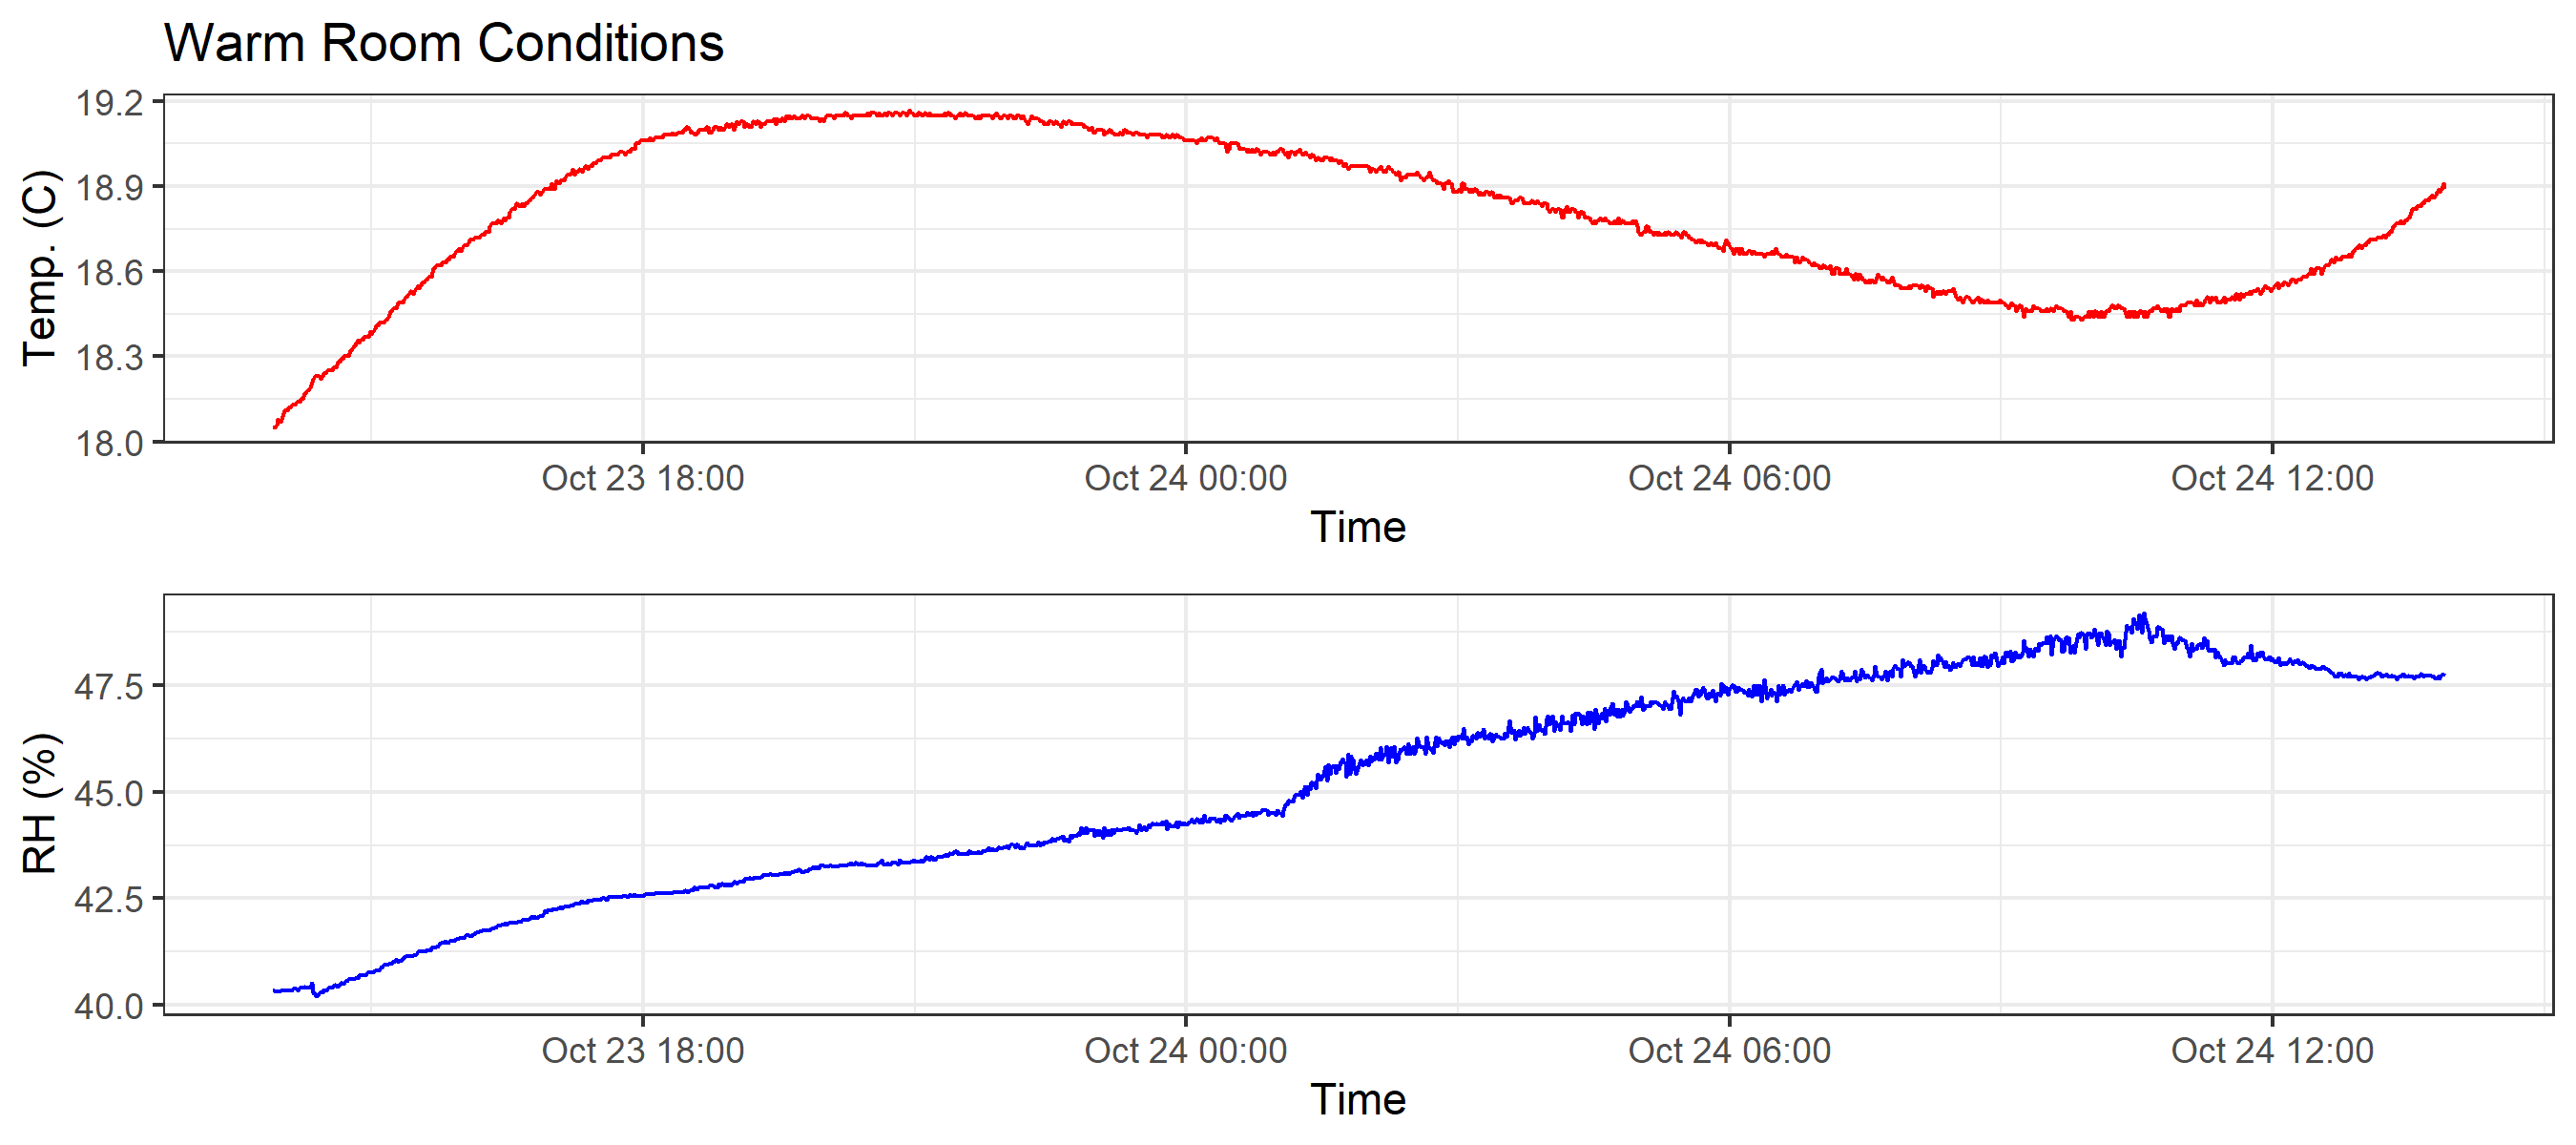 Warm Room Conditions
19.2
18.9
18.6
18.3
18.0
Temp. (C)
Oct 23 18:00 Oct 24 00:00 Oct 24 06:00 Oct 24 12:00
Time
47.5
45.0
42.5
40.0
RH (%)
Oct 23 18:00 Oct 24 00:00 Oct 24 06:00 Oct 24 12:00
Time